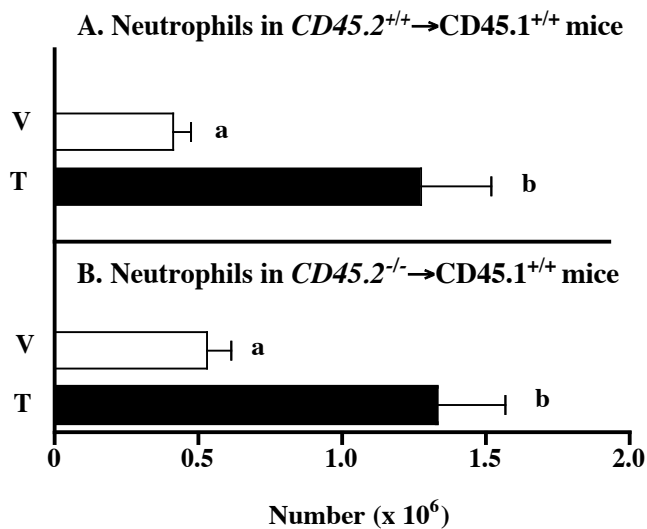 A. Neutrophils in CD45.2⁺/⁺→CD45.1⁺/⁺ mice
V
a
T
b
B. Neutrophils in CD45.2⁻/⁻→CD45.1⁺/⁺ mice
V
a
T
b
0 0.5 1.0 1.5 2.0
Number (x 10⁶)